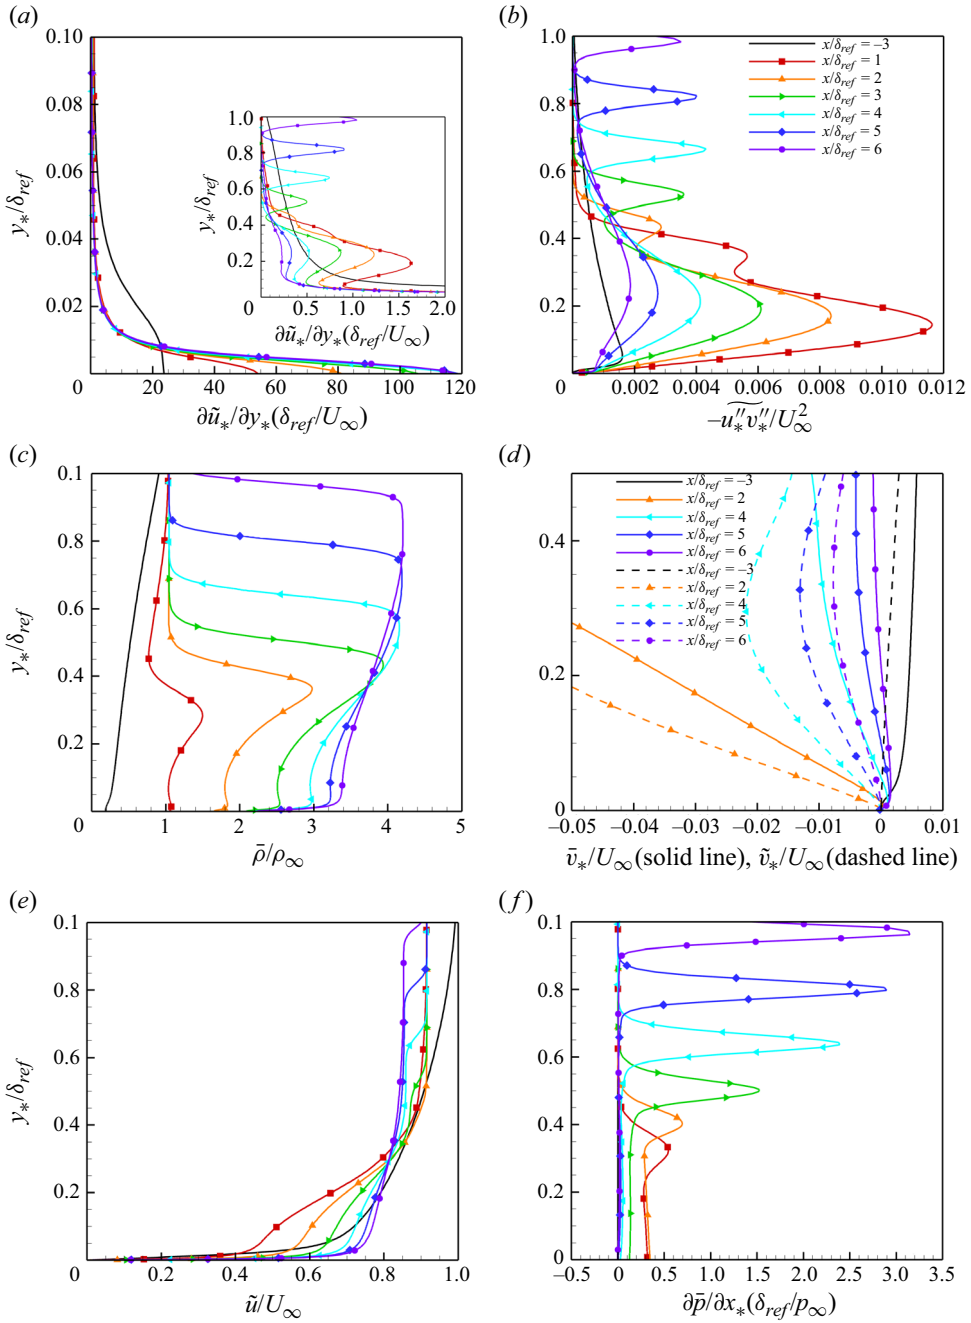 (a)
0.10
0.08
0.06
0.04
0.02
0
y*/δref
0 20 40 60 80 100 120
∂ũ*/∂y*(δref/U∞)
1.0
0.8
0.6
0.4
0.2
y*/δref
0 0.5 1.0 1.5 2.0
∂ũ*/∂y*(δref/U∞)
(b)
1.0
0.8
0.6
0.4
0.2
0
0 0.002 0.004 0.006 0.008 0.010 0.012
−u*″v*″/U∞²
x/δref = –3
x/δref = 1
x/δref = 2
x/δref = 3
x/δref = 4
x/δref = 5
x/δref = 6
(c)
0.1
0.8
0.6
0.4
0.2
0
y*/δref
0 1 2 3 4 5
ρ̄/ρ∞
(d)
0.4
0.2
0
x/δref = –3
x/δref = 2
x/δref = 4
x/δref = 5
x/δref = 6
x/δref = –3
x/δref = 2
x/δref = 4
x/δref = 5
x/δref = 6
–0.05 –0.04 –0.03 –0.02 –0.01 0 0.01
v̄*/U∞(solid line), ṽ*/U∞(dashed line)
(e)
0.1
0.8
0.6
0.4
0.2
0
y*/δref
0 0.2 0.4 0.6 0.8 1.0
ũ/U∞
(f)
0.1
0.8
0.6
0.4
0.2
0
–0.5 0 0.5 1.0 1.5 2.0 2.5 3.0 3.5
∂p̄/∂x*(δref/p∞)